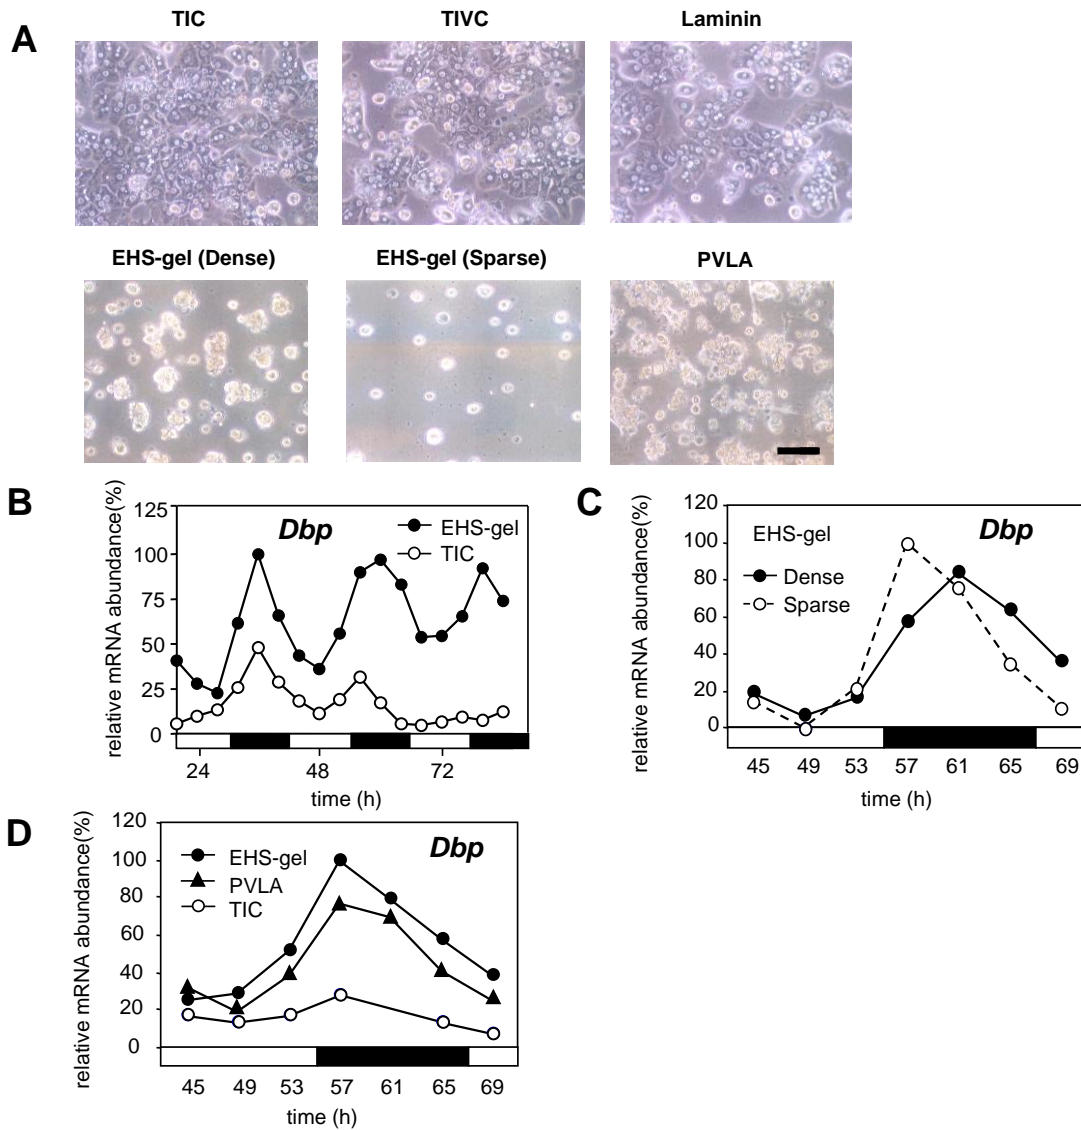 A
TIC
TIVC
Laminin
EHS-gel (Dense)
EHS-gel (Sparse)
PVLA
B
relative mRNA abundance(%)
125
100
75
50
25
0
Dbp
EHS-gel
TIC
24
48
72
time (h)
C
relative mRNA abundance(%)
120
100
80
60
40
20
0
EHS-gel
Dbp
Dense
Sparse
45 49 53 57 61 65 69
time (h)
D
relative mRNA abundance(%)
120
100
80
60
40
20
0
Dbp
EHS-gel
PVLA
TIC
45 49 53 57 61 65 69
time (h)